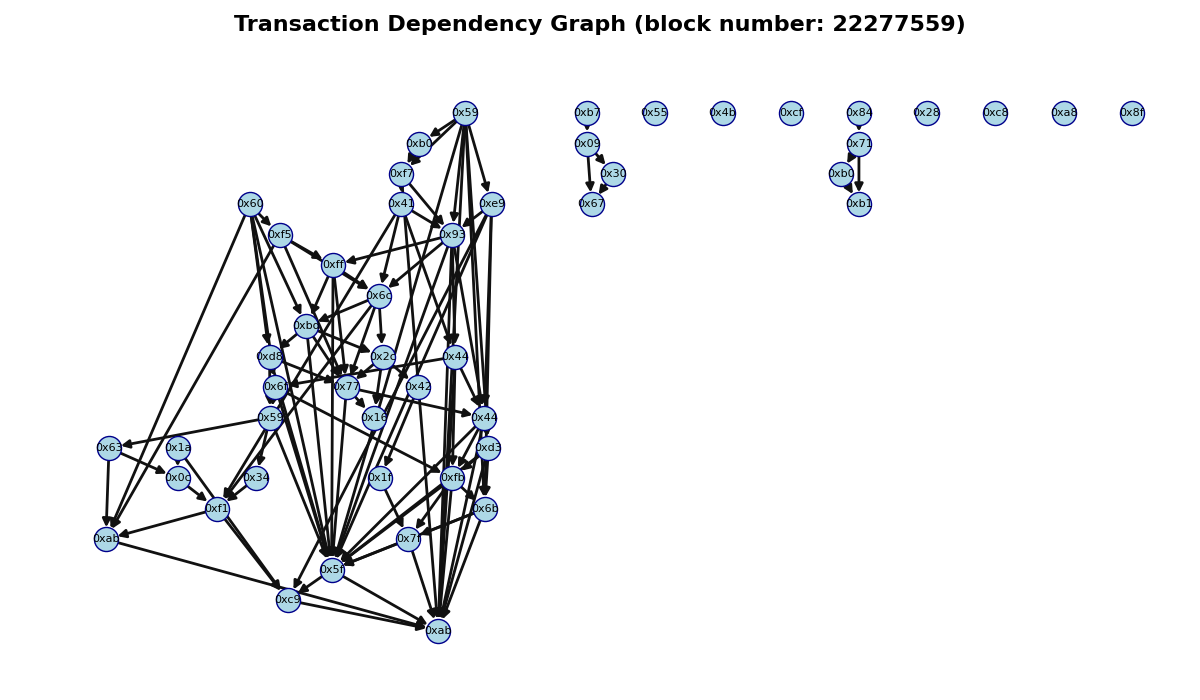 Transaction Dependency Graph (block number: 22277559)
0x59 0xb7 0x55 0x4b 0xcf 0x84 0x28 0xc8 0xa8 0x8f
0xb0 0x09 0x71
0xf7 0x30 0xb0
0x60 0x41 0xe9 0x67 0xb1
0xf5 0x93
0xff
0x6c
0xbd
0xd8 0x2c 0x44
0x6f 0x77 0x42
0x59 0x16 0x44
0x63 0x1a 0xd3
0x0c 0x34 0x1f 0xfb
0xf1 0x6b
0xab 0x7f
0x5f
0xc9
0xab